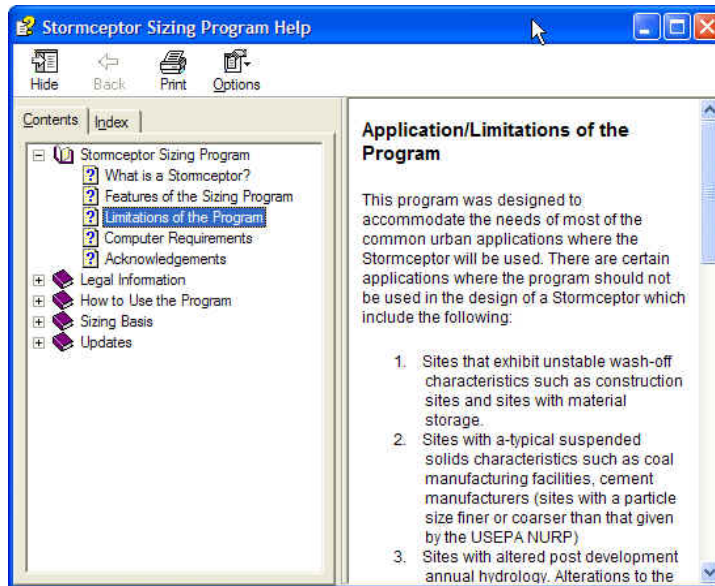 Stormceptor Sizing Program Help
Hide Back Print Options
Contents Index
Stormceptor Sizing Program
What is a Stormceptor?
Features of the Sizing Program
Limitations of the Program
Computer Requirements
Acknowledgements
Legal Information
How to Use the Program
Sizing Basis
Updates
Application/Limitations of the
Program
This program was designed to
accommodate the needs of most of the
common urban applications where the
Stormceptor will be used. There are certain
applications where the program should not
be used in the design of a Stormceptor which
include the following:
1. Sites that exhibit unstable wash-off
characteristics such as construction
sites and sites with material
storage.
2. Sites with a-typical suspended
solids characteristics such as coal
manufacturing facilities, cement
manufacturers (sites with a particle
size finer or coarser than that given
by the USEPA NURP)
3. Sites with altered post development
annual hydrology. Alterations to the